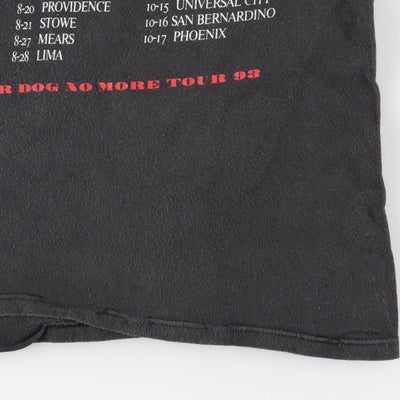 8-20 PROVIDENCE
8-21 STOWE
8-27 MEARS
8-28 LIMA
10-15 UNIVERSAL CITY
10-16 SAN BERNARDINO
10-17 PHOENIX
R DOG NO MORE TOUR 93